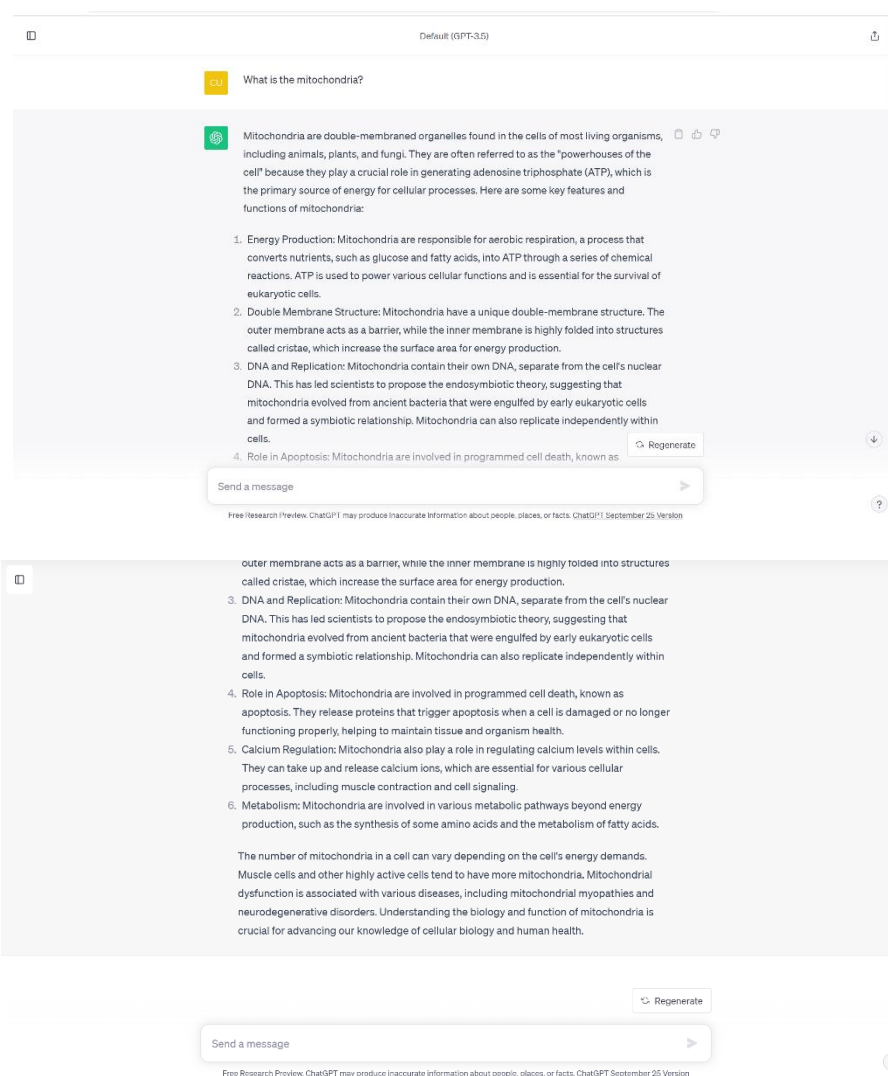 Default (GPT-3.5)
CU
What is the mitochondria?
Mitochondria are double-membraned organelles found in the cells of most living organisms,
including animals, plants, and fungi. They are often referred to as the "powerhouses of the
cell" because they play a crucial role in generating adenosine triphosphate (ATP), which is
the primary source of energy for cellular processes. Here are some key features and
functions of mitochondria:
1. Energy Production: Mitochondria are responsible for aerobic respiration, a process that
converts nutrients, such as glucose and fatty acids, into ATP through a series of chemical
reactions. ATP is used to power various cellular functions and is essential for the survival of
eukaryotic cells.
2. Double Membrane Structure: Mitochondria have a unique double-membrane structure. The
outer membrane acts as a barrier, while the inner membrane is highly folded into structures
called cristae, which increase the surface area for energy production.
3. DNA and Replication: Mitochondria contain their own DNA, separate from the cell's nuclear
DNA. This has led scientists to propose the endosymbiotic theory, suggesting that
mitochondria evolved from ancient bacteria that were engulfed by early eukaryotic cells
and formed a symbiotic relationship. Mitochondria can also replicate independently within
cells.
Regenerate
4. Role in Apoptosis: Mitochondria are involved in programmed cell death, known as
Send a message
Free Research Preview. ChatGPT may produce inaccurate information about people, places, or facts. ChatGPT September 25 Version
?
outer membrane acts as a barrier, while the inner membrane is highly folded into structures
called cristae, which increase the surface area for energy production.
3. DNA and Replication: Mitochondria contain their own DNA, separate from the cell's nuclear
DNA. This has led scientists to propose the endosymbiotic theory, suggesting that
mitochondria evolved from ancient bacteria that were engulfed by early eukaryotic cells
and formed a symbiotic relationship. Mitochondria can also replicate independently within
cells.
4. Role in Apoptosis: Mitochondria are involved in programmed cell death, known as
apoptosis. They release proteins that trigger apoptosis when a cell is damaged or no longer
functioning properly, helping to maintain tissue and organism health.
5. Calcium Regulation: Mitochondria also play a role in regulating calcium levels within cells.
They can take up and release calcium ions, which are essential for various cellular
processes, including muscle contraction and cell signaling.
6. Metabolism: Mitochondria are involved in various metabolic pathways beyond energy
production, such as the synthesis of some amino acids and the metabolism of fatty acids.
The number of mitochondria in a cell can vary depending on the cell's energy demands.
Muscle cells and other highly active cells tend to have more mitochondria. Mitochondrial
dysfunction is associated with various diseases, including mitochondrial myopathies and
neurodegenerative disorders. Understanding the biology and function of mitochondria is
crucial for advancing our knowledge of cellular biology and human health.
Regenerate
Send a message
Free Research Preview. ChatGPT may produce inaccurate information about people, places, or facts. ChatGPT September 25 Version